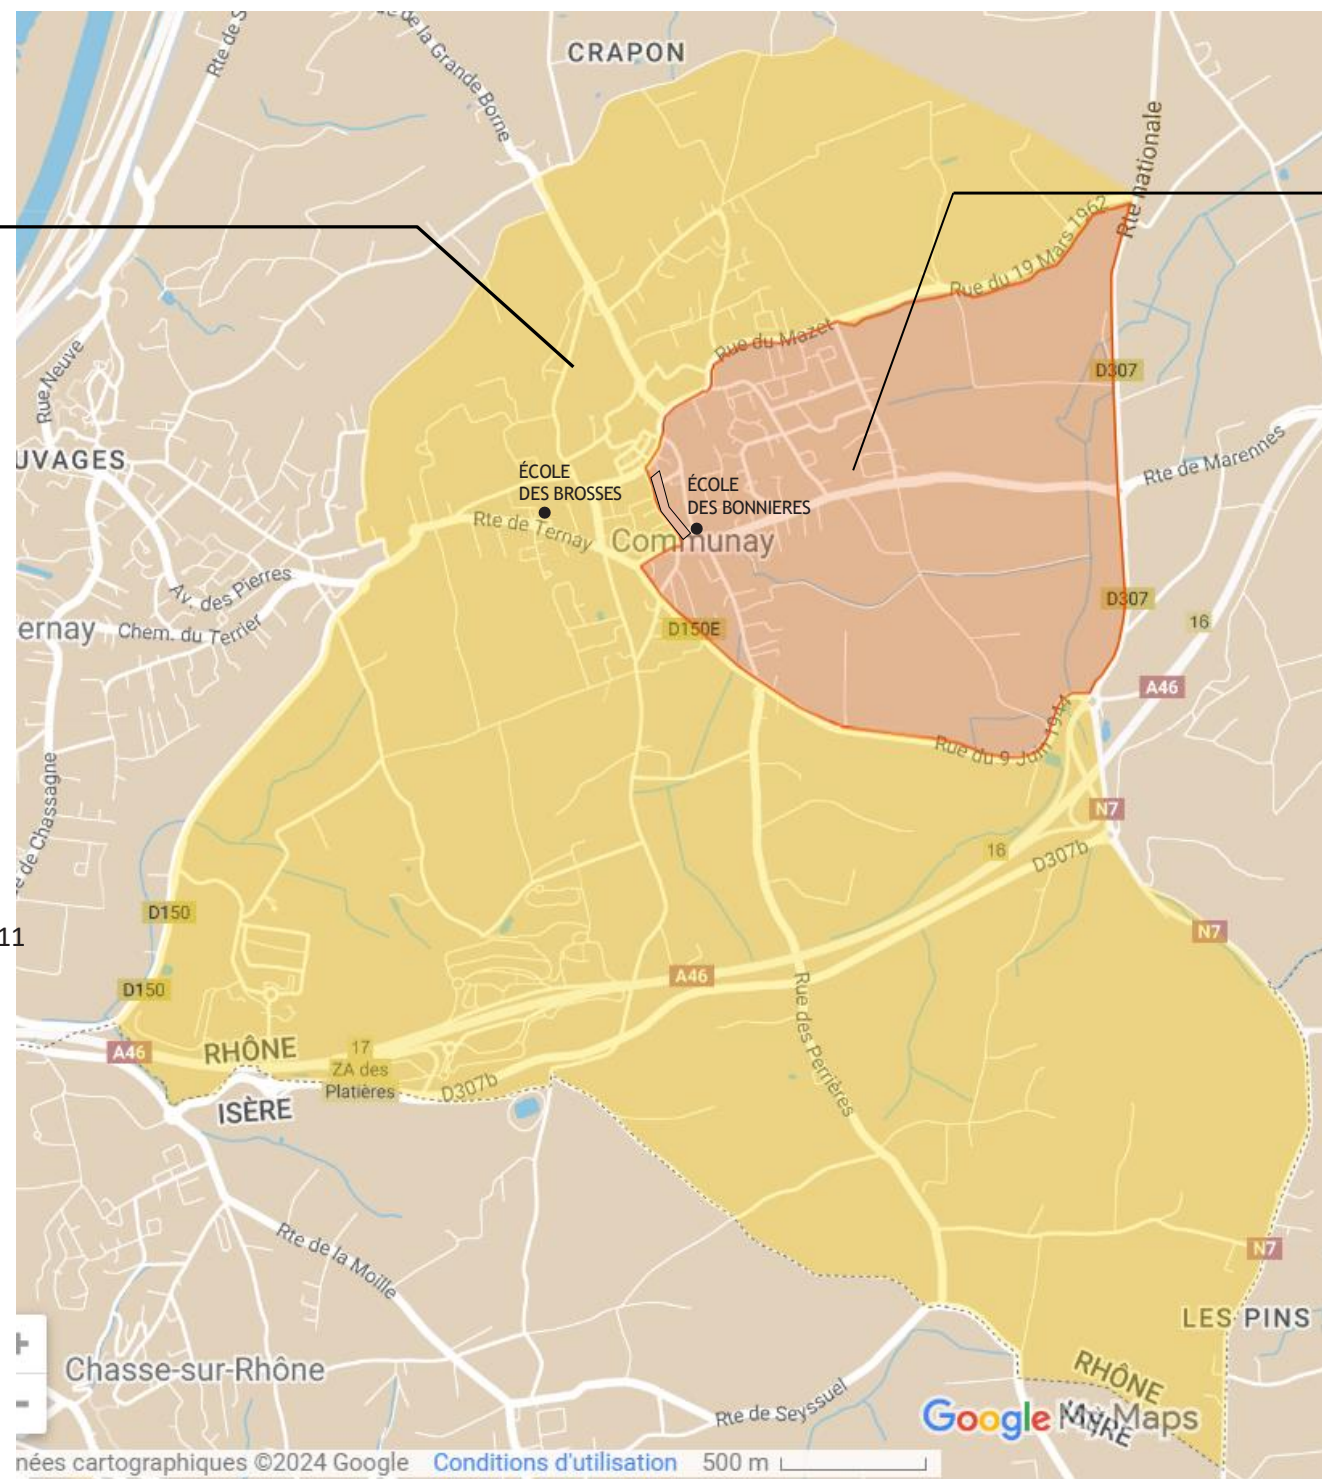 CRAPON
Rte de S
de la Grande Borne
Rte nationale
Rue du 19 Mars 1962
Rue du Mazet
Rue Neuve
D307
UVAGES
Rte de Marennes
ÉCOLE
DES BROSSES
ÉCOLE
DES BONNIERES
Rte de Ternay
Communay
Av. des Pierres
D307
ernay
Chem. du Terrier
D150E
16
A46
Rue du 9 Juin 1944
e de Chassagne
N7
16
D307b
D150
N7
11
A46
D150
Rue des Perrières
A46
RHÔNE
17
ZA des
Platières
D307b
ISÈRE
Rte de la Moille
N7
LES PINS
Chasse-sur-Rhône
RHÔNE
Rte de Seyssuel
Google My Maps
nées cartographiques ©2024 Google
Conditions d'utilisation
500 m